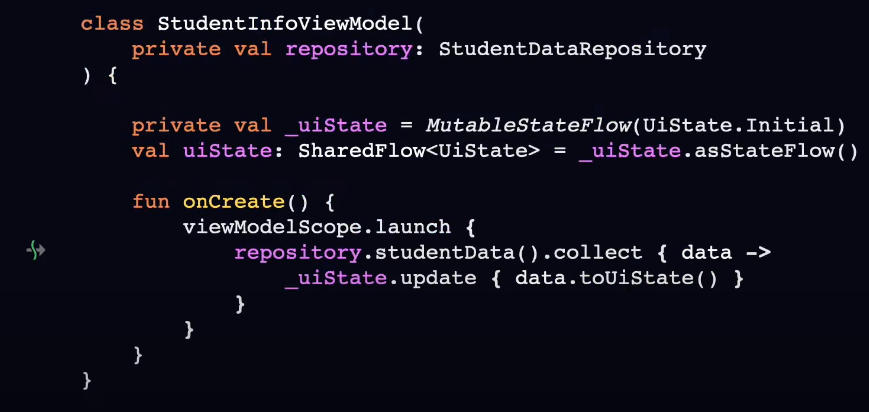 class StudentInfoViewModel(
    private val repository: StudentDataRepository
) {
    private val _uiState = MutableStateFlow(UiState.Initial)
    val uiState: SharedFlow<UiState> = _uiState.asStateFlow()
    fun onCreate() {
        viewModelScope.launch {
            repository.studentData().collect { data ->
                _uiState.update { data.toUiState() }
            }
        }
    }
}